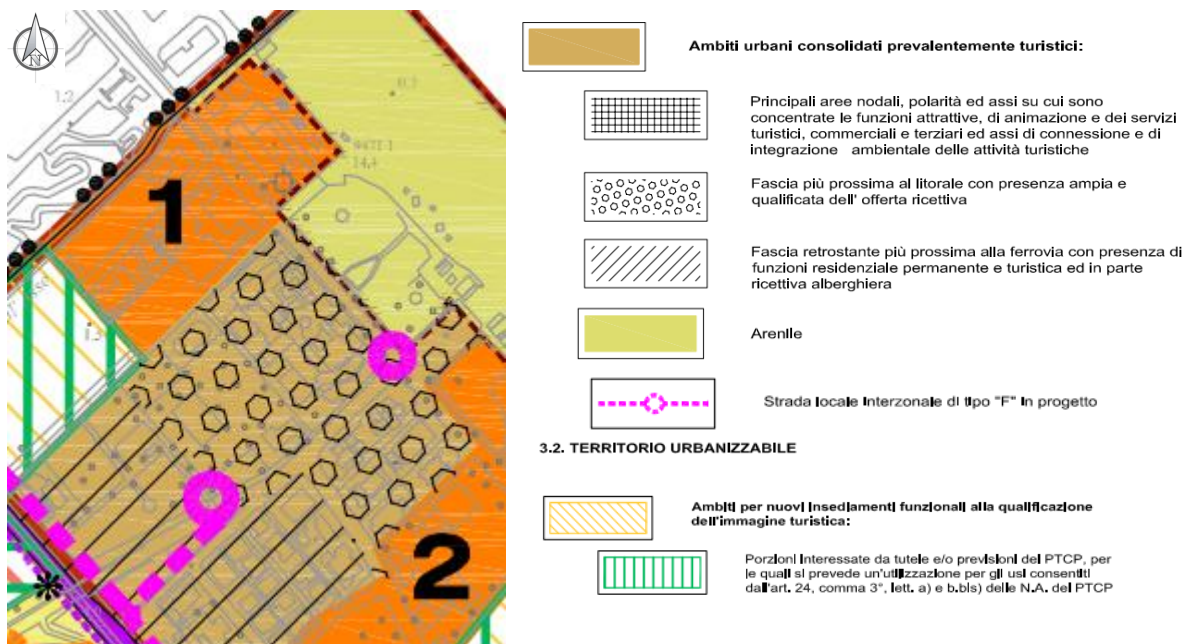 N
1.2
0.2
1
14,4
2
Ambiti urbani consolidati prevalentemente turistici:
Principali aree nodali, polarità ed assi su cui sono
concentrate le funzioni attrattive, di animazione e dei servizi
turistici, commerciali e terziari ed assi di connessione e di
integrazione ambientale delle attività turistiche
Fascia più prossima al litorale con presenza ampia e
qualificata dell' offerta ricettiva
Fascia retrostante più prossima alla ferrovia con presenza di
funzioni residenziale permanente e turistica ed in parte
ricettiva alberghiera
Arenile
Strada locale interzonale di tipo "F" in progetto
3.2. TERRITORIO URBANIZZABILE
Ambiti per nuovi insediamenti funzionali alla qualificazione
dell'immagine turistica:
Porzioni interessate da tutele e/o previsioni del PTCP, per
le quali si prevede un'utilizzazione per gli usi consentiti
dall'art. 24, comma 3°, lett. a) e b.bis) delle N.A. del PTCP